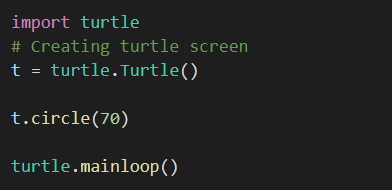 import turtle
# Creating turtle screen
t = turtle.Turtle()
t.circle(70)
turtle.mainloop()